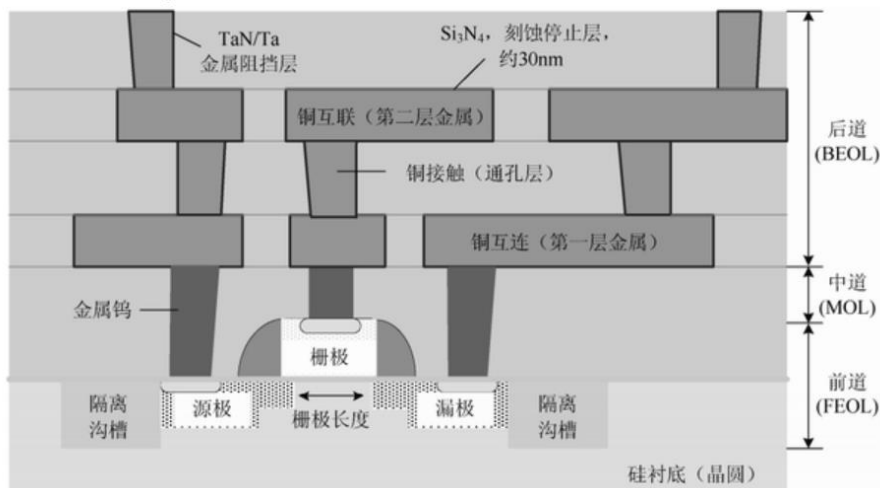 TaN/Ta
金属阻挡层
Si₃N₄，刻蚀停止层，
约30nm
铜互联（第二层金属）
后道
(BEOL)
铜接触（通孔层）
铜互连（第一层金属）
金属钨
中道
(MOL)
栅极
前道
(FEOL)
隔离
沟槽
源极
栅极长度
漏极
隔离
沟槽
硅衬底（晶圆）